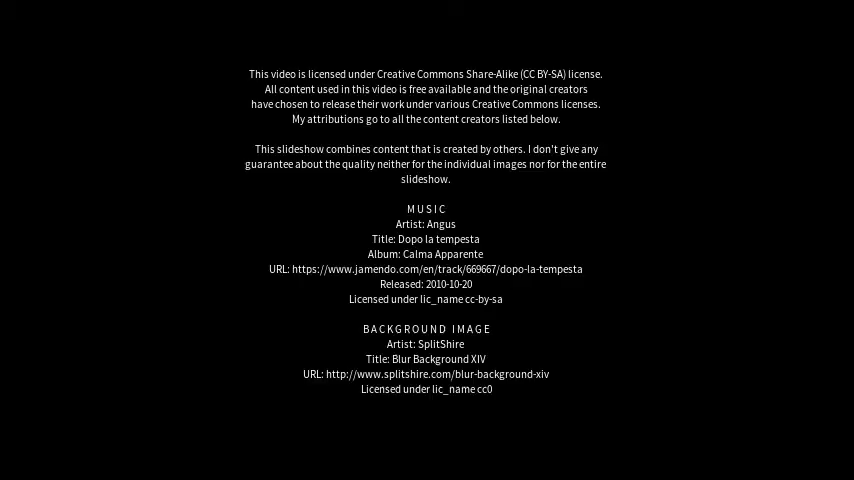 This video is licensed under Creative Commons Share-Alike (CC BY-SA) license.
All content used in this video is free available and the original creators
have chosen to release their work under various Creative Commons licenses.
My attributions go to all the content creators listed below.
This slideshow combines content that is created by others. I don't give any
guarantee about the quality neither for the individual images nor for the entire
slideshow.
MUSIC
Artist: Angus
Title: Dopo la tempesta
Album: Calma Apparente
URL: https://www.jamendo.com/en/track/669667/dopo-la-tempesta
Released: 2010-10-20
Licensed under lic_name cc-by-sa
BACKGROUND IMAGE
Artist: SplitShire
Title: Blur Background XIV
URL: http://www.splitshire.com/blur-background-xiv
Licensed under lic_name cc0